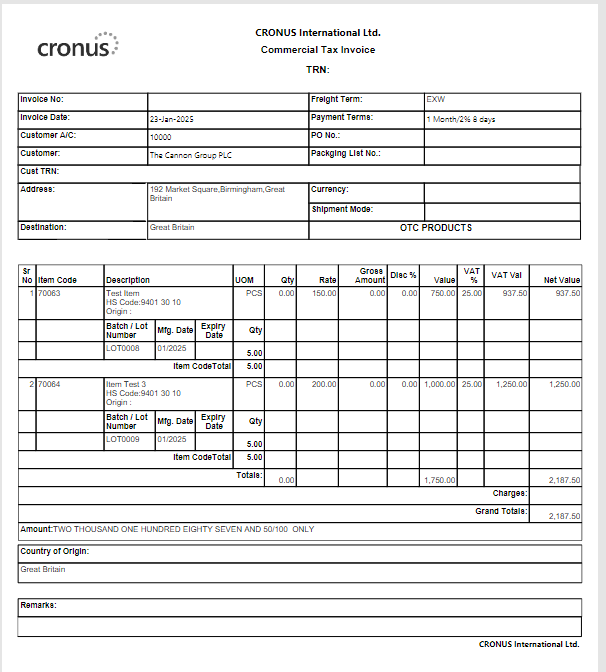 cronus
CRONUS International Ltd.
Commercial Tax Invoice
TRN:
Invoice No: Freight Term: EXW
Invoice Date: 23-Jan-2025 Payment Terms: 1 Month/2% 8 days
Customer A/C: 10000 PO No.:
Customer: The Cannon Group PLC Packging List No.:
Cust TRN:
Address: 192 Market Square,Birmingham,Great Currency:
Britain
Shipment Mode:
Destination: Great Britain OTC PRODUCTS
Sr No Item Code Description UOM Qty Rate Gross Amount Disc % Value VAT % VAT Val Net Value
1 70063 Test Item PCS 0.00 150.00 0.00 0.00 750.00 25.00 937.50 937.50
HS Code:9401 30 10
Origin :
Batch / Lot Number Mfg. Date Expiry Date Qty
LOT0008 01/2025 5.00
Item CodeTotal 5.00
2 70064 Item Test 3 PCS 0.00 200.00 0.00 0.00 1,000.00 25.00 1,250.00 1,250.00
HS Code:9401 30 10
Origin :
Batch / Lot Number Mfg. Date Expiry Date Qty
LOT0009 01/2025 5.00
Item CodeTotal 5.00
Totals: 0.00 1,750.00 2,187.50
Charges:
Grand Totals: 2,187.50
Amount:TWO THOUSAND ONE HUNDRED EIGHTY SEVEN AND 50/100 ONLY
Country of Origin:
Great Britain
Remarks:
CRONUS International Ltd.